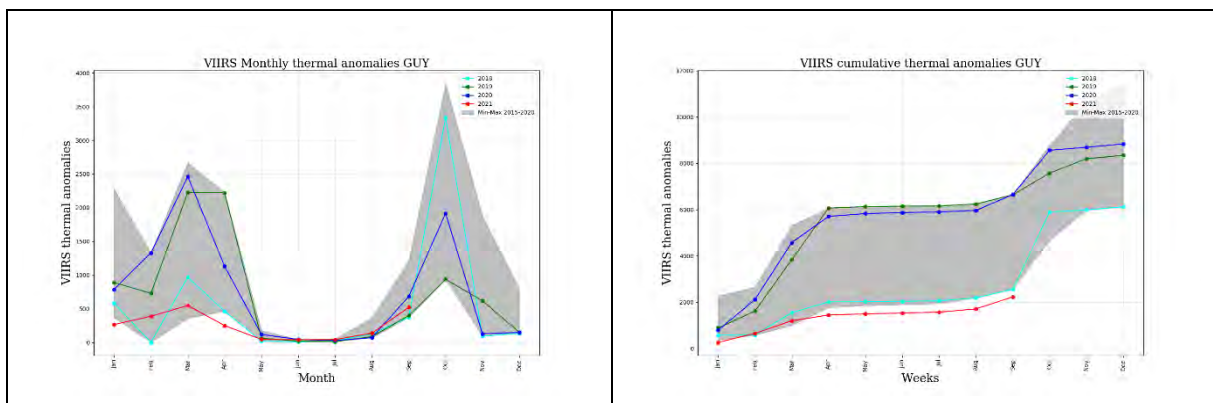 VIIRS Monthly thermal anomalies GUY
4000
3500
3000
2500
2000
1500
1000
500
0
VIIRS thermal anomalies
2018
2019
2020
2021
Min-Max 2015-2020
Jan
Feb
Mar
Apr
May
Jun
Jul
Aug
Sep
Oct
Nov
Dec
Month
VIIRS cumulative thermal anomalies GUY
12000
10000
8000
6000
4000
2000
0
VIIRS thermal anomalies
2018
2019
2020
2021
Min-Max 2015-2020
Jan
Feb
Mar
Apr
May
Jun
Jul
Aug
Sep
Oct
Nov
Dec
Weeks